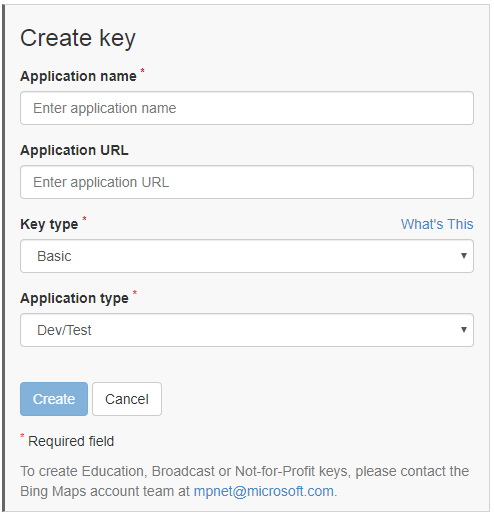 Create key
Application name *
Enter application name
Application URL
Enter application URL
Key type * What's This
Basic
Application type *
Dev/Test
Create Cancel
* Required field
To create Education, Broadcast or Not-for-Profit keys, please contact the
Bing Maps account team at mpnet@microsoft.com.